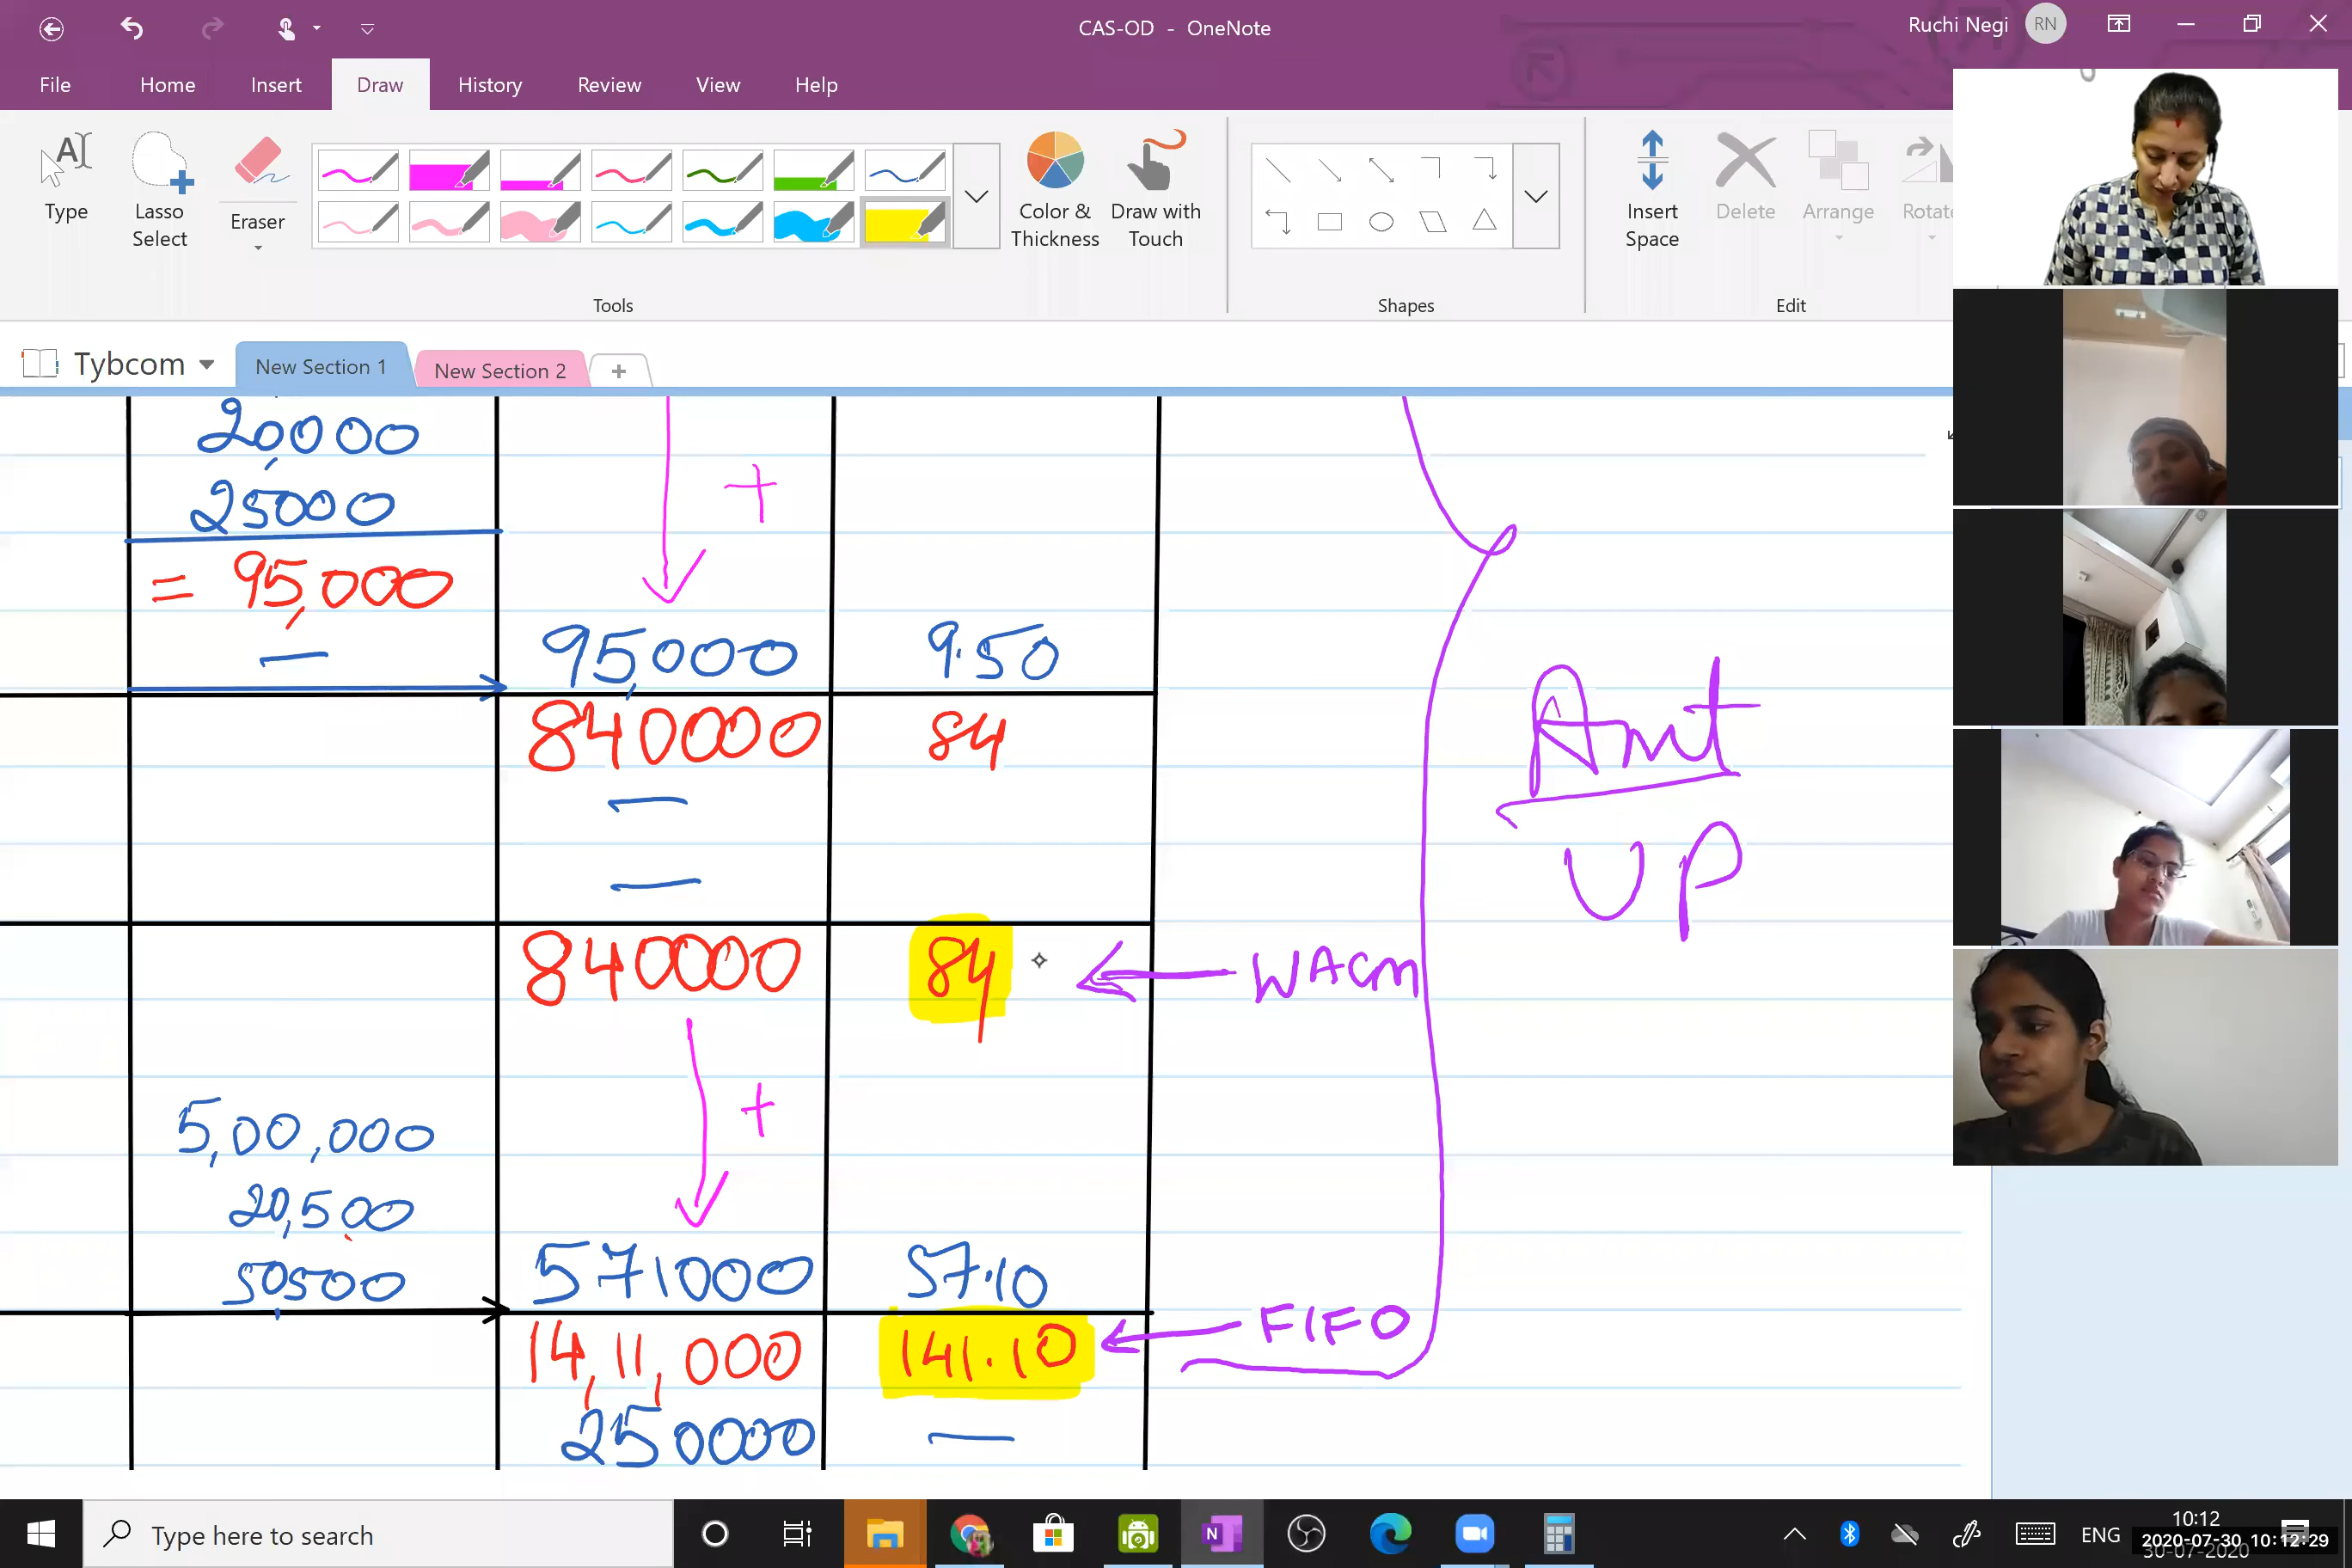 CAS-OD - OneNote
Ruchi Negi
RN
File
Home
Insert
Draw
History
Review
View
Help
Type
Lasso Select
Eraser
Color & Thickness
Draw with Touch
Insert Space
Delete
Arrange
Rotate
Tools
Shapes
Edit
Tybcom
New Section 1
New Section 2
+
20,000
25000
+
= 95,000
—
95,000
9.50
840000
84
—
—
Amt
UP
840000
84
WACM
+
5,00,000
20,500
50500
571000
57.10
14,11,000
141.10
FIFO
250000
—
Type here to search
ENG
10:12
30-07-2020
2020-07-30 10:12:29